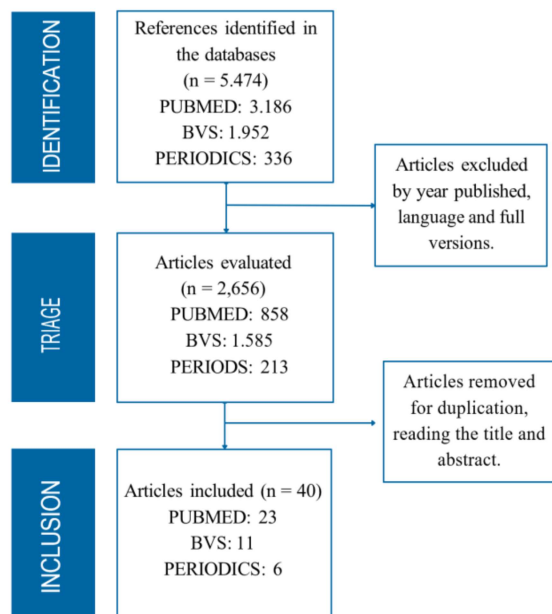 IDENTIFICATION
References identified in
the databases
(n = 5.474)
PUBMED: 3.186
BVS: 1.952
PERIODICS: 336
Articles excluded
by year published,
language and full
versions.
TRIAGE
Articles evaluated
(n = 2,656)
PUBMED: 858
BVS: 1.585
PERIODS: 213
Articles removed
for duplication,
reading the title and
abstract.
INCLUSION
Articles included (n = 40)
PUBMED: 23
BVS: 11
PERIODICS: 6